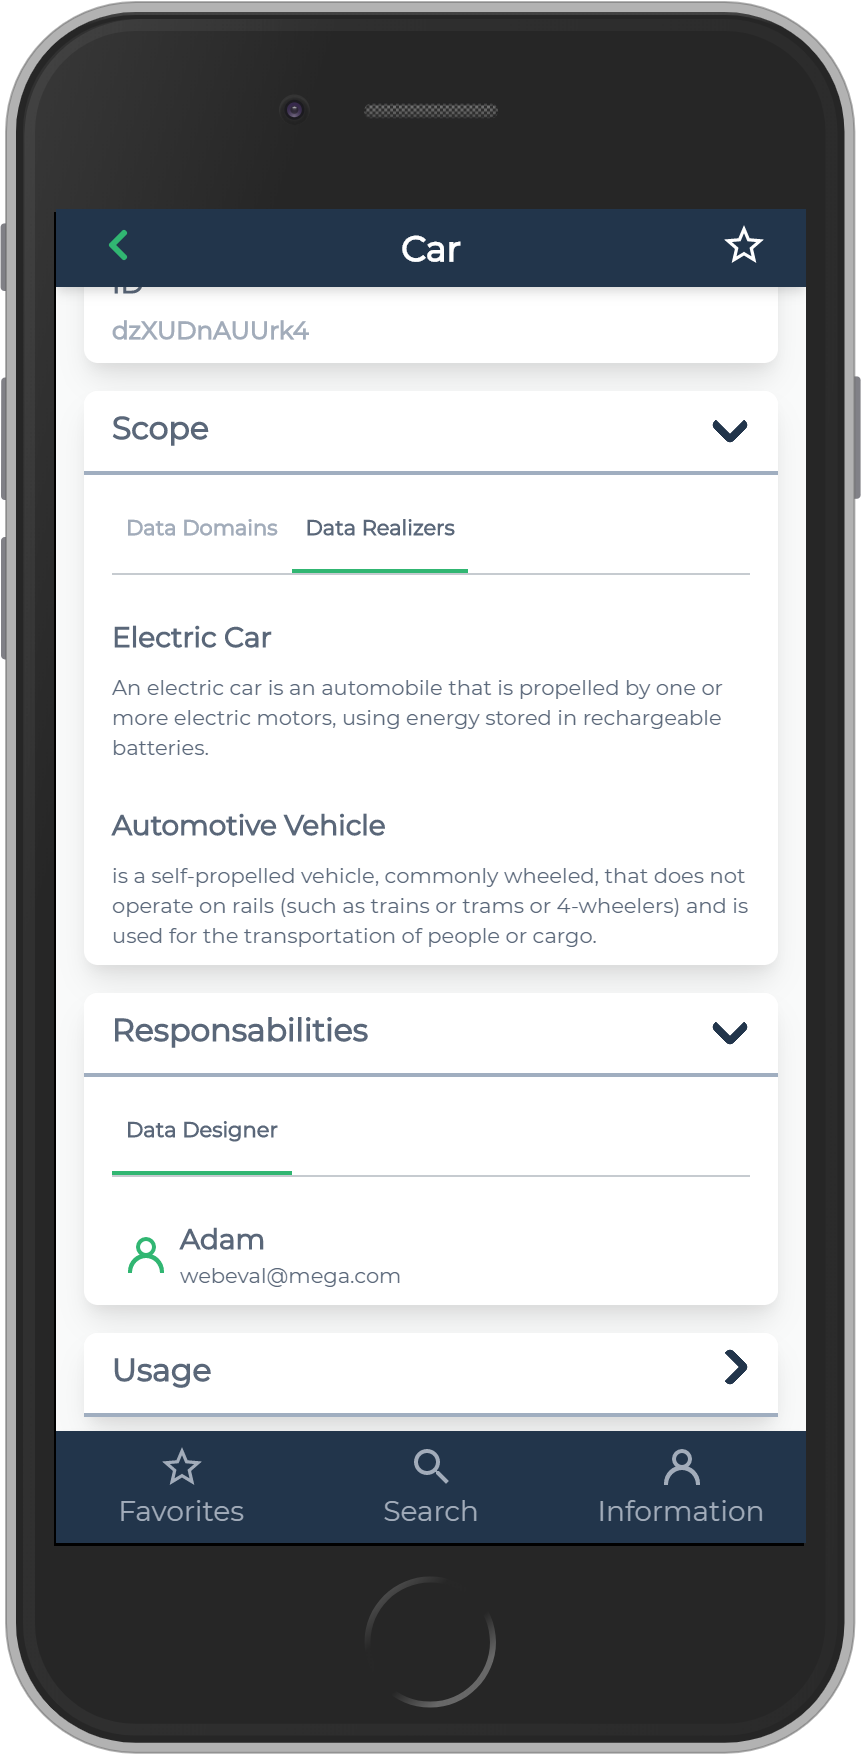 Car
ID
dzXUDnAUUrk4
Scope
Data Domains Data Realizers
Electric Car
An electric car is an automobile that is propelled by one or
more electric motors, using energy stored in rechargeable
batteries.
Automotive Vehicle
is a self-propelled vehicle, commonly wheeled, that does not
operate on rails (such as trains or trams or 4-wheelers) and is
used for the transportation of people or cargo.
Responsabilities
Data Designer
Adam
webeval@mega.com
Usage
Favorites Search Information